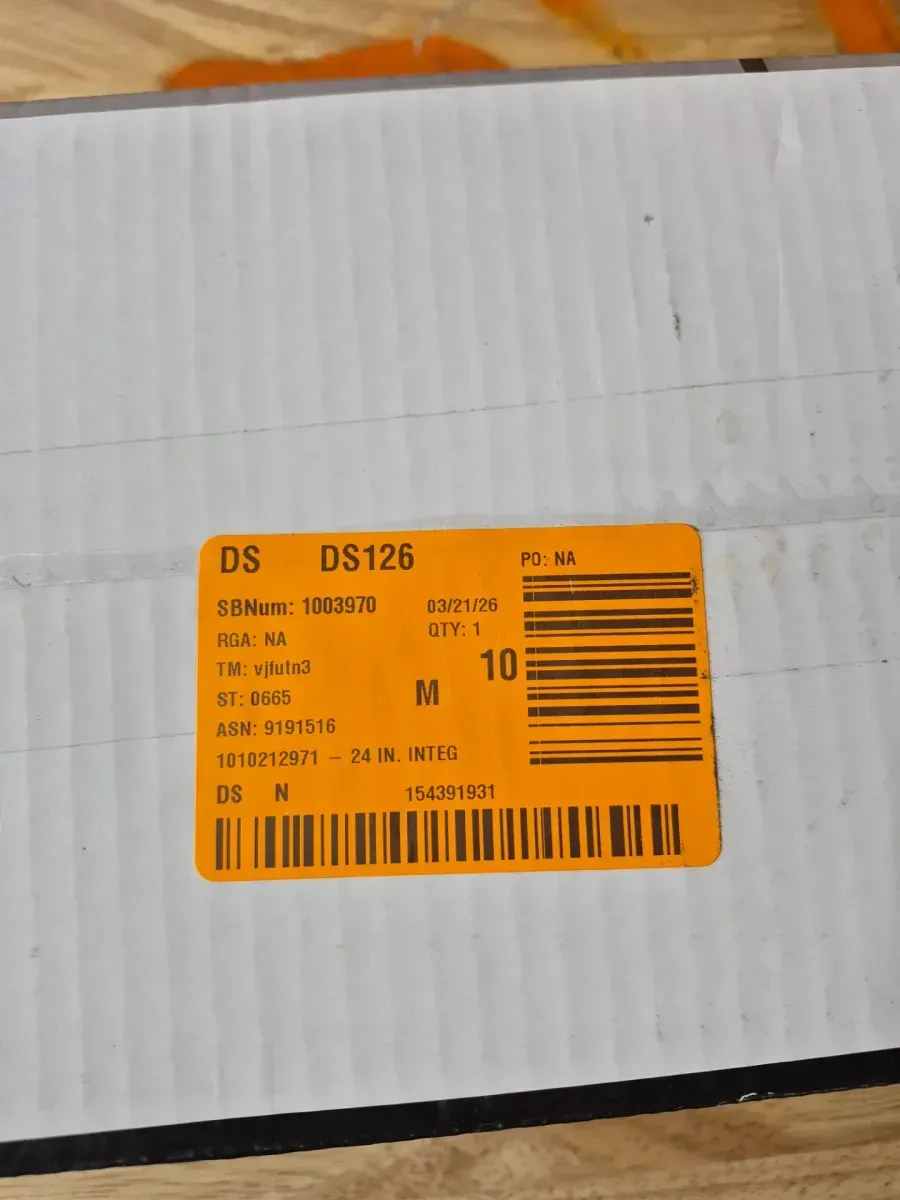 DS DS126 PO: NA
SBNum: 1003970 03/21/26
RGA: NA QTY: 1
TM: vjfutn3 10
ST: 0665 M
ASN: 9191516
1010212971 – 24 IN. INTEG
DS N 154391931